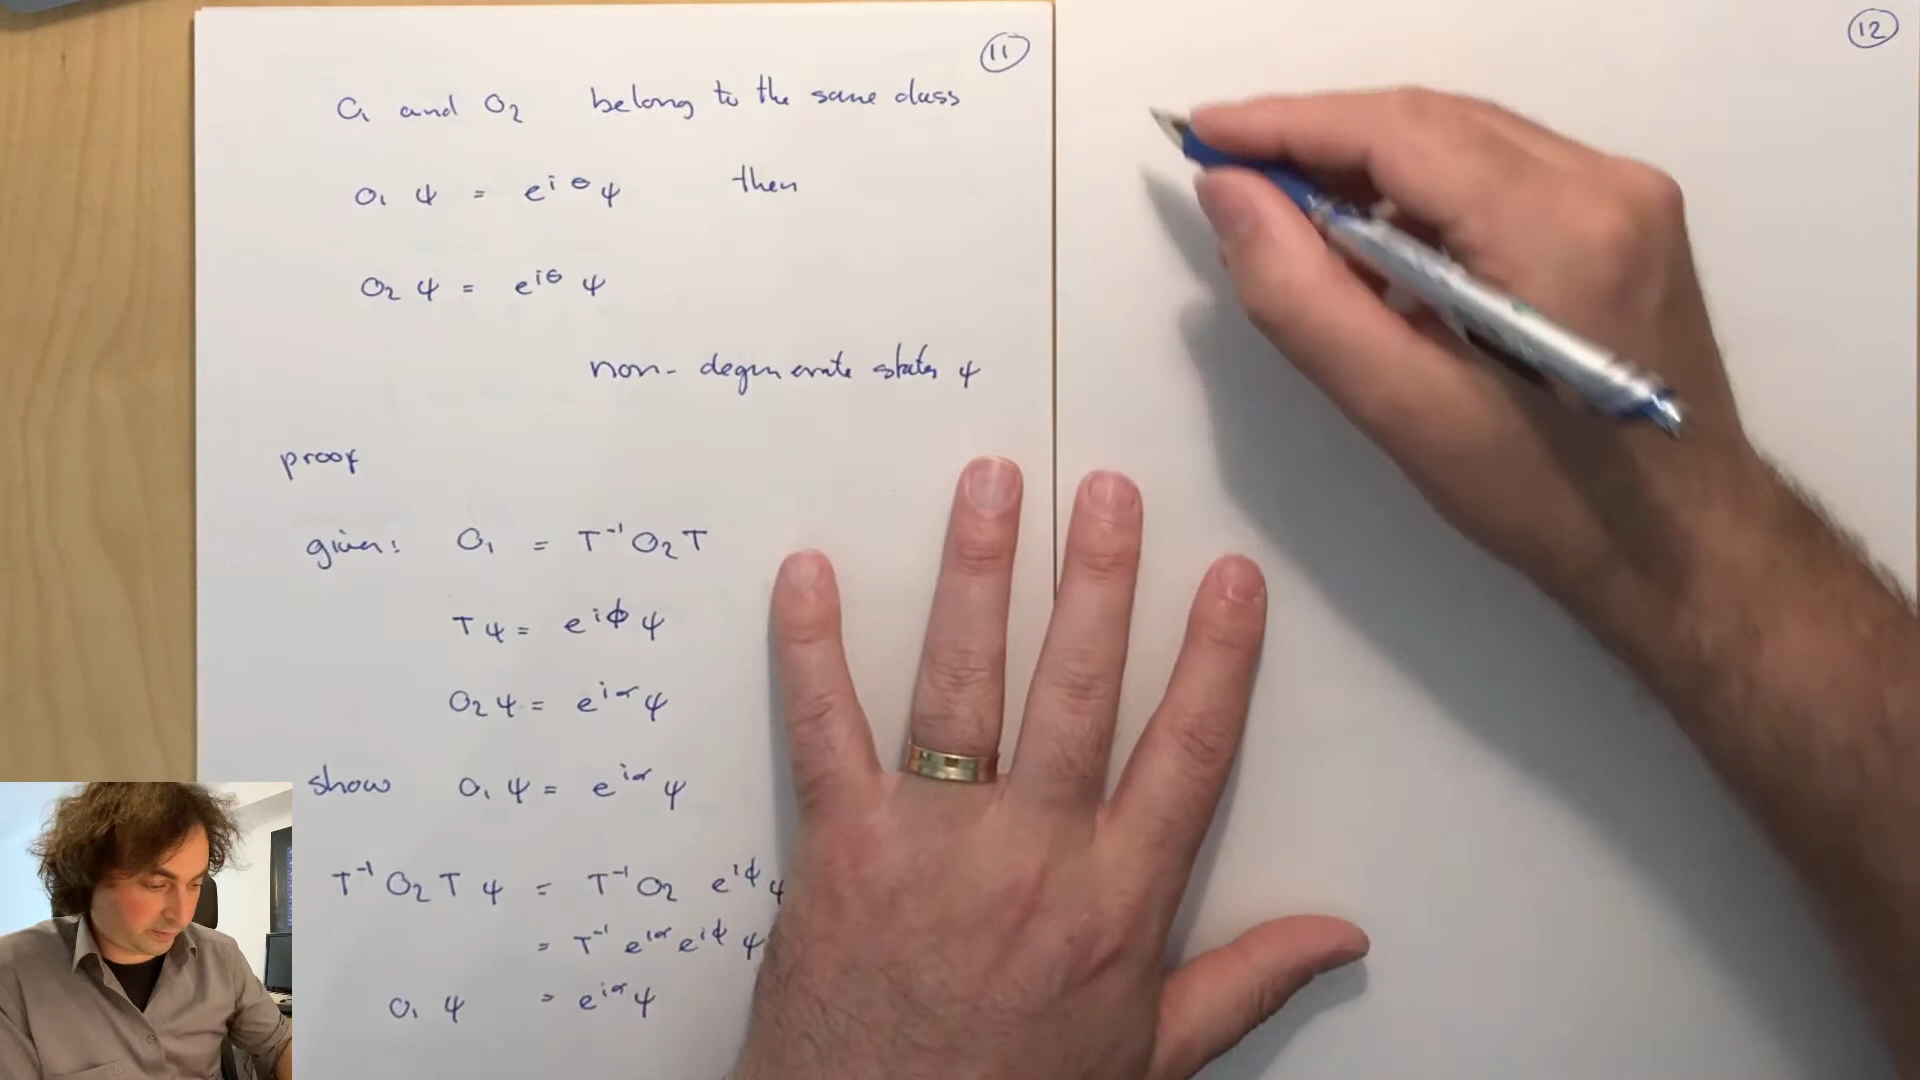 11
O₁ and O₂ belong to the same class
O₁ ψ = e^{iθ} ψ then
O₂ ψ = e^{iθ} ψ
non-degenerate states ψ
proof
given: O₁ = T⁻¹ O₂ T
T ψ = e^{iϕ} ψ
O₂ ψ = e^{iα} ψ
show O₁ ψ = e^{iα} ψ
T⁻¹ O₂ T ψ = T⁻¹ O₂ e^{iϕ} ψ
= T⁻¹ e^{iα} e^{iϕ} ψ
O₁ ψ = e^{iα} ψ
12